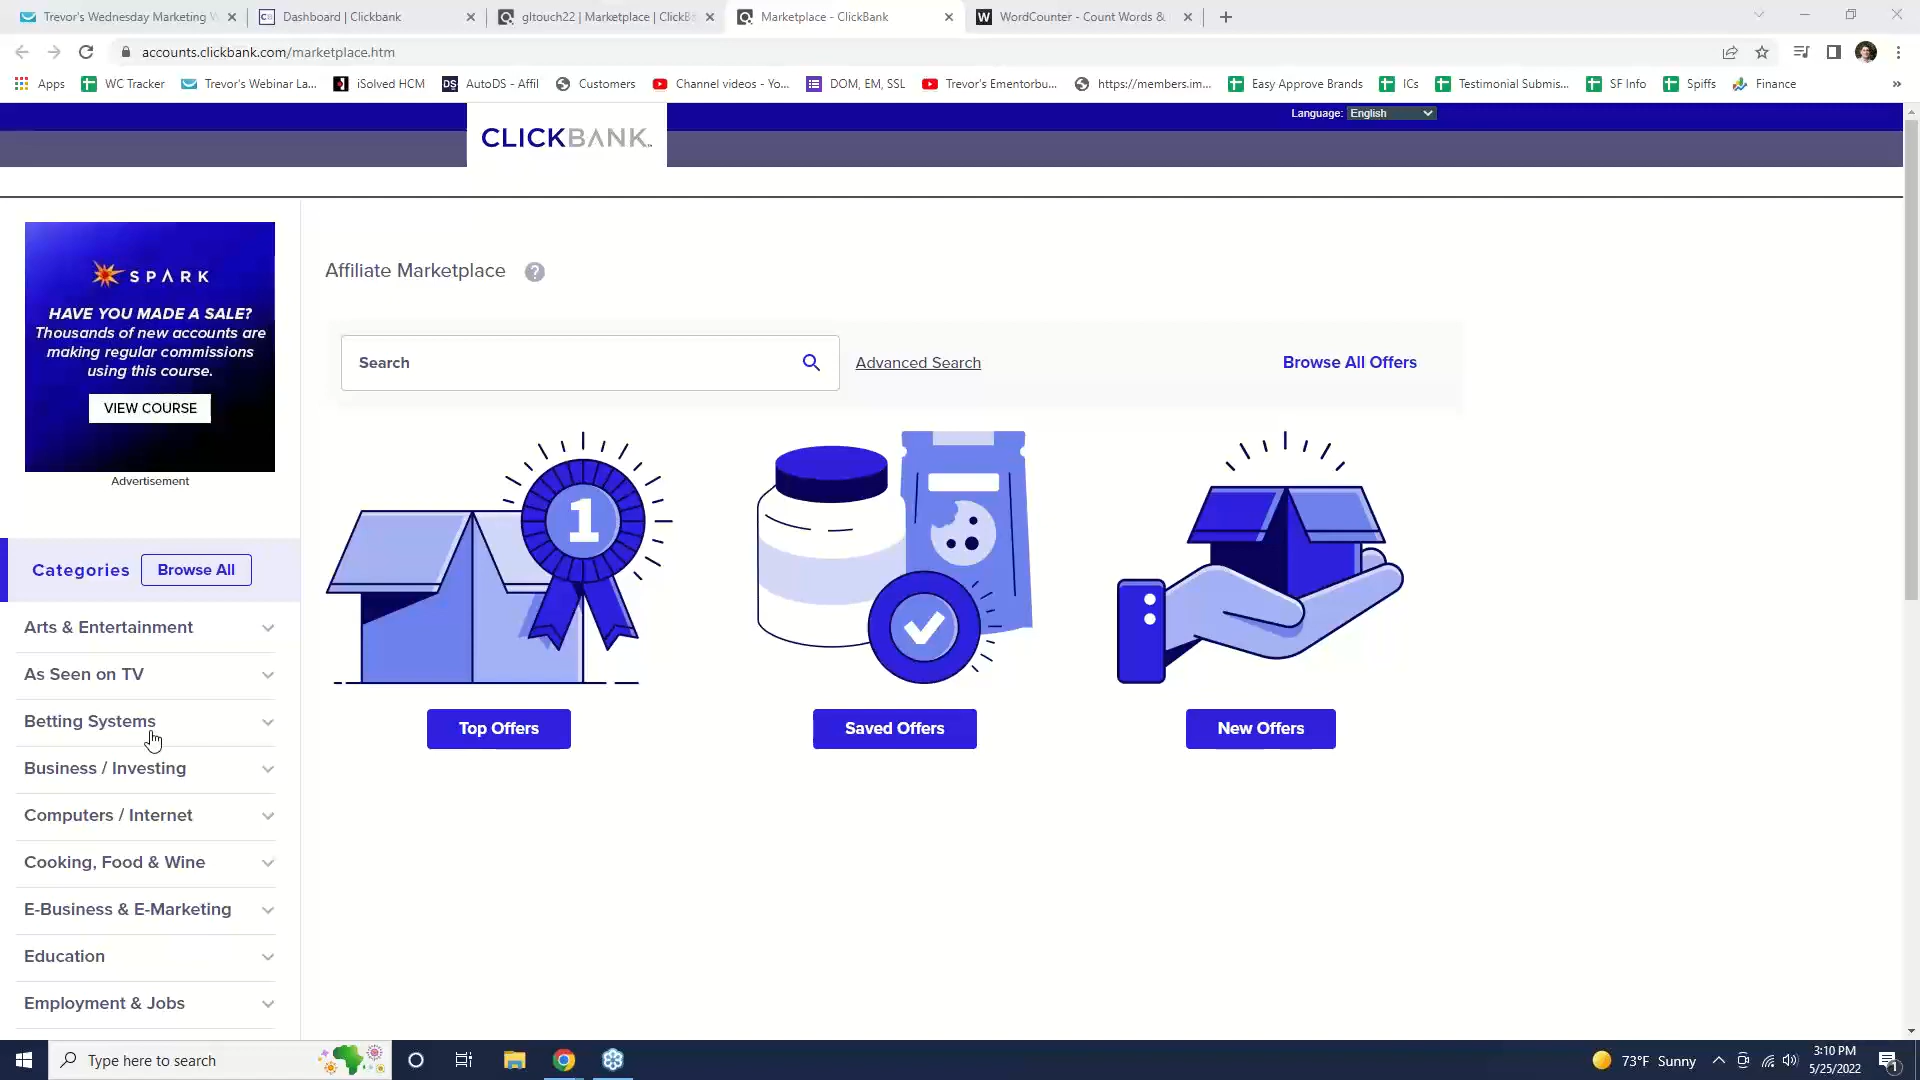 Trevor's Wednesday Marketing W
Dashboard | Clickbank
gltouch22 | Marketplace | ClickB
Marketplace - ClickBank
WordCounter - Count Words &
accounts.clickbank.com/marketplace.htm
Apps
WC Tracker
Trevor's Webinar La...
iSolved HCM
DS
AutoDS - Affil
Customers
Channel videos - Yo...
DOM, EM, SSL
Trevor's Ementorbu...
https://members.im...
Easy Approve Brands
ICs
Testimonial Submis...
SF Info
Spiffs
Finance
»
Language: English
CLICKBANK
SPARK
HAVE YOU MADE A SALE?
Thousands of new accounts are
making regular commissions
using this course.
VIEW COURSE
Advertisement
Affiliate Marketplace ?
Search
Advanced Search
Browse All Offers
1
Top Offers
Saved Offers
New Offers
Categories
Browse All
Arts & Entertainment
As Seen on TV
Betting Systems
Business / Investing
Computers / Internet
Cooking, Food & Wine
E-Business & E-Marketing
Education
Employment & Jobs
Type here to search
73°F Sunny
3:10 PM
5/25/2022
1